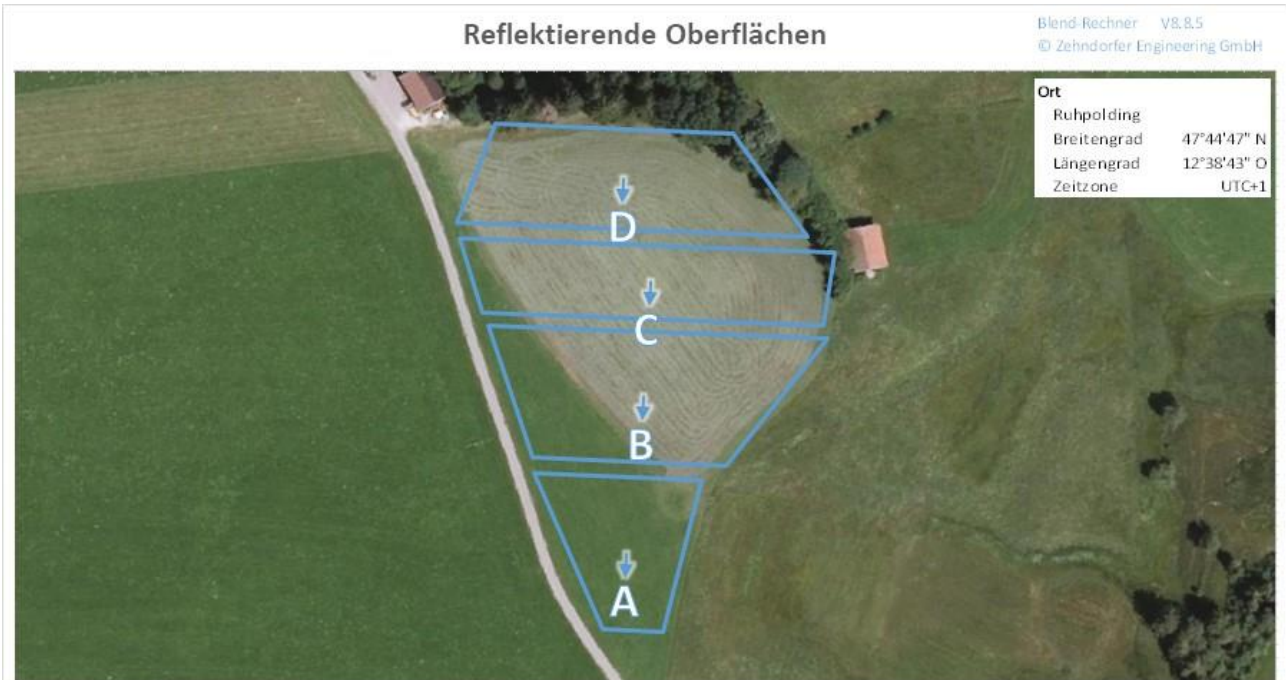 Reflektierende Oberflächen
Blend-Rechner V8.8.5
© Zehndorfer Engineering GmbH
Ort
Ruhpolding
Breitengrad 47°44'47" N
Längengrad 12°38'43" O
Zeitzone UTC+1
D
C
B
A